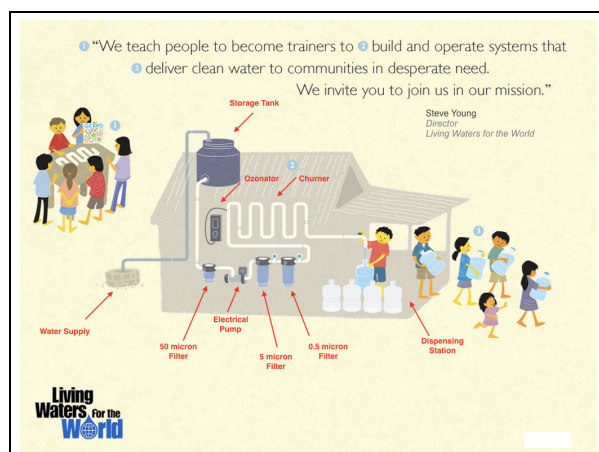 1 “We teach people to become trainers to 2 build and operate systems that
3 deliver clean water to communities in desperate need.
We invite you to join us in our mission.”
Steve Young
Director
Living Waters for the World
Storage Tank
GERMS
1
2
Ozonator
Churner
3
Water Supply
50 micron
Filter
Electrical
Pump
5 micron
Filter
0.5 micron
Filter
Dispensing
Station
Living
Waters For the
World